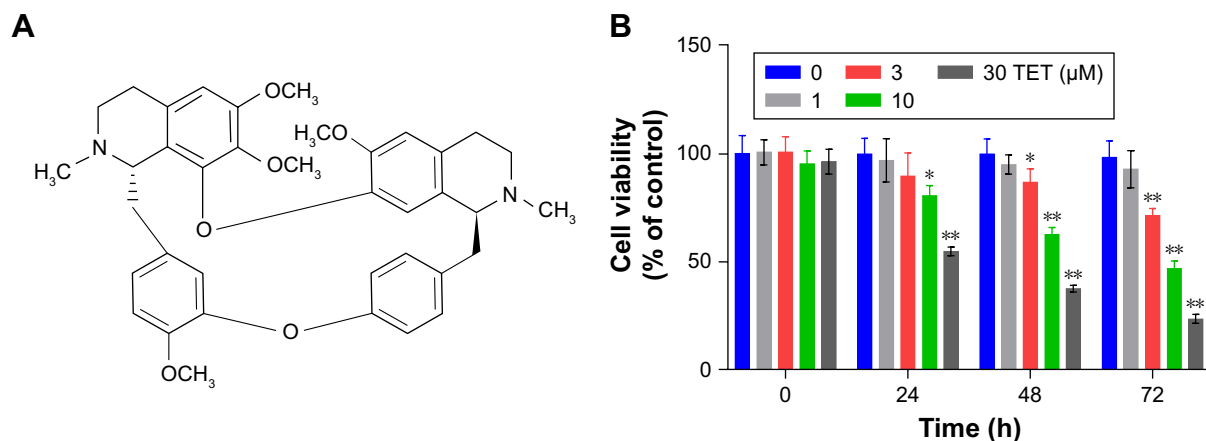 A
OCH₃
OCH₃
N
H₃C
O
H₃CO
N
CH₃
O
OCH₃
B
Cell viability
(% of control)
150
100
50
0
0
3
30 TET (µM)
1
10
*
**
*
**
**
**
**
**
0
24
48
72
Time (h)